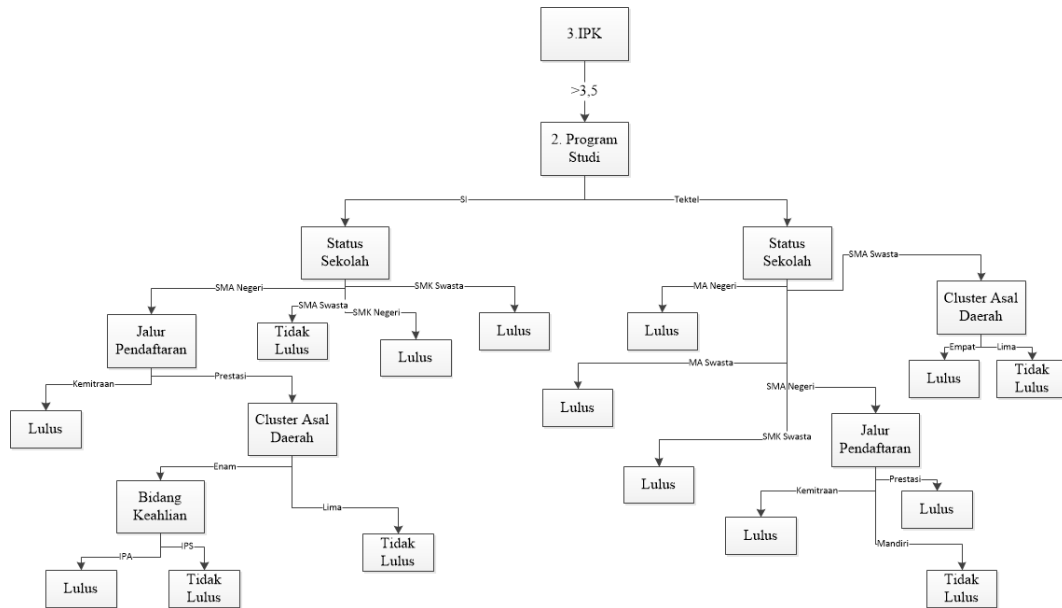 3.IPK
>3,5
2. Program
Studi
SI
Tektel
Status
Sekolah
Status
Sekolah
SMA Swasta
SMA Negeri
SMK Swasta
MA Negeri
SMA Swasta
SMK Negeri
Cluster Asal
Daerah
Jalur
Pendaftaran
Tidak
Lulus
Lulus
Lulus
Lulus
Empat
Lima
MA Swasta
Lulus
Tidak
Lulus
Kemitraan
Prestasi
SMA Negeri
Lulus
Lulus
Cluster Asal
Daerah
Jalur
Pendaftaran
SMK Swasta
Enam
Lulus
Prestasi
Kemitraan
Bidang
Keahlian
Lima
Lulus
Lulus
Mandiri
Tidak
Lulus
IPA
IPS
Lulus
Tidak
Lulus
Tidak
Lulus